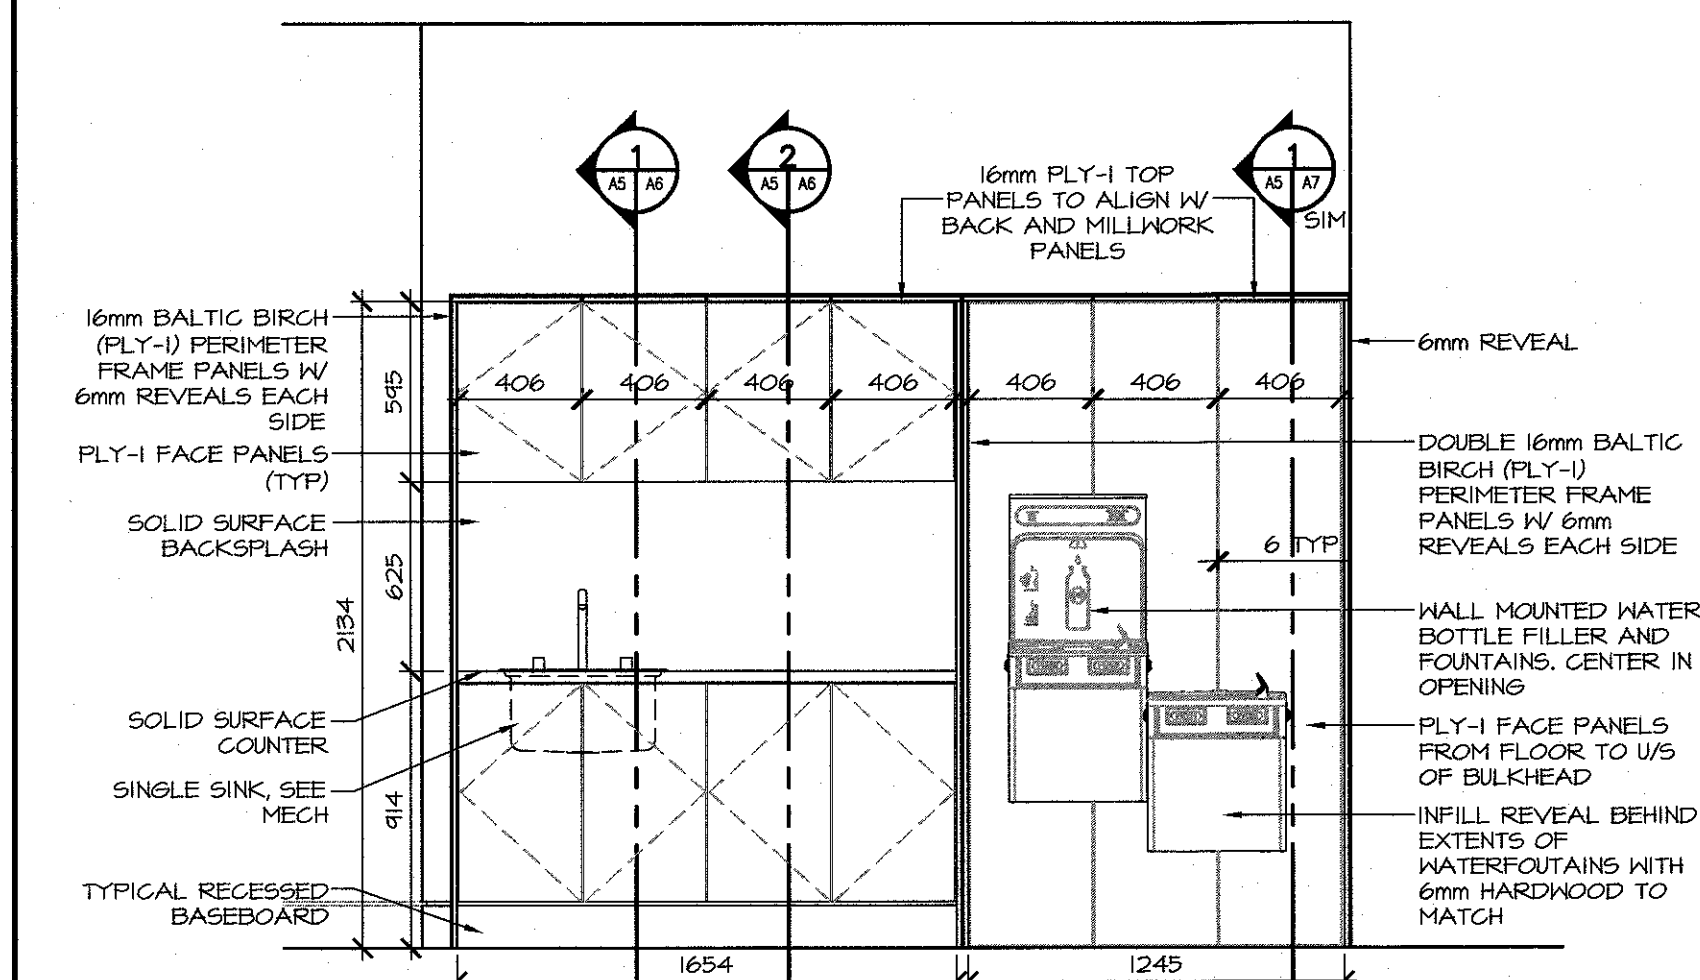 1
A5 A6
2
A5 A6
1
A5 A7
SIM
16mm PLY-1 TOP
PANELS TO ALIGN W/
BACK AND MILLWORK
PANELS
16mm BALTIC BIRCH
(PLY-1) PERIMETER
FRAME PANELS W/
6mm REVEALS EACH
SIDE
PLY-1 FACE PANELS
(TYP)
SOLID SURFACE
BACKSPLASH
SOLID SURFACE
COUNTER
SINGLE SINK, SEE
MECH
TYPICAL RECESSED
BASEBOARD
2134
595
625
914
406 406 406 406 406 406 406
6 TYP
6mm REVEAL
DOUBLE 16mm BALTIC
BIRCH (PLY-1)
PERIMETER FRAME
PANELS W/ 6mm
REVEALS EACH SIDE
WALL MOUNTED WATER
BOTTLE FILLER AND
FOUNTAINS. CENTER IN
OPENING
PLY-1 FACE PANELS
FROM FLOOR TO U/S
OF BULKHEAD
INFILL REVEAL BEHIND
EXTENTS OF
WATERFOUTAINS WITH
6mm HARDWOOD TO
MATCH
1654 1245